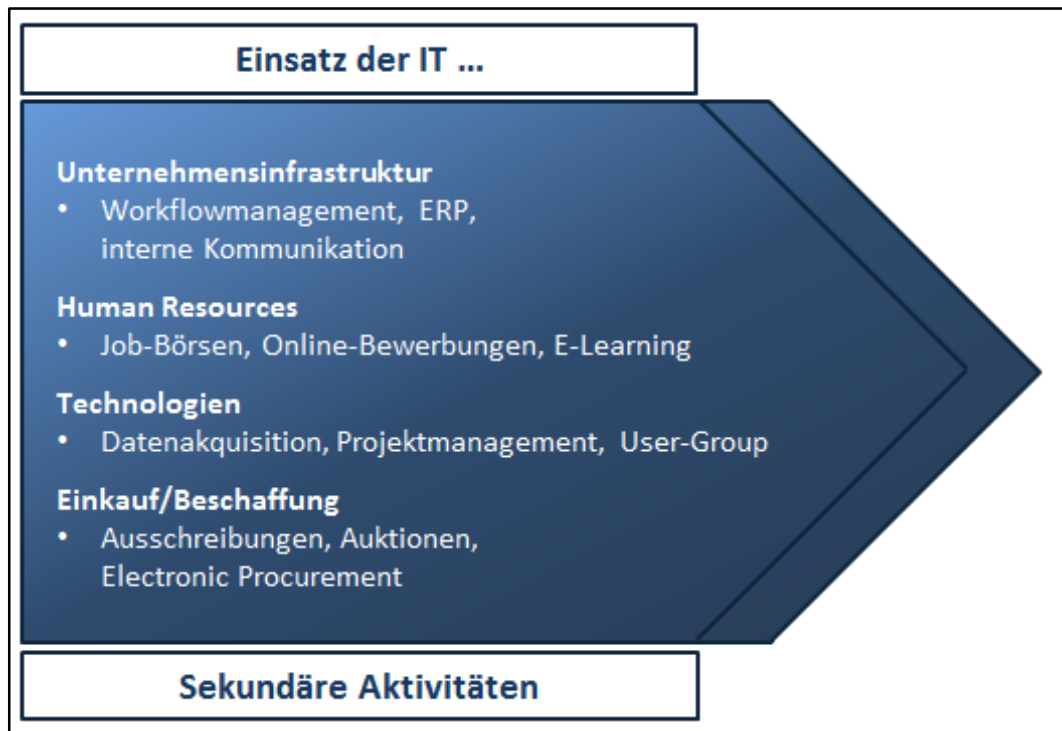 Einsatz der IT ...
Unternehmensinfrastruktur
• Workflowmanagement, ERP,
interne Kommunikation
Human Resources
• Job-Börsen, Online-Bewerbungen, E-Learning
Technologien
• Datenakquisition, Projektmanagement, User-Group
Einkauf/Beschaffung
• Ausschreibungen, Auktionen,
Electronic Procurement
Sekundäre Aktivitäten